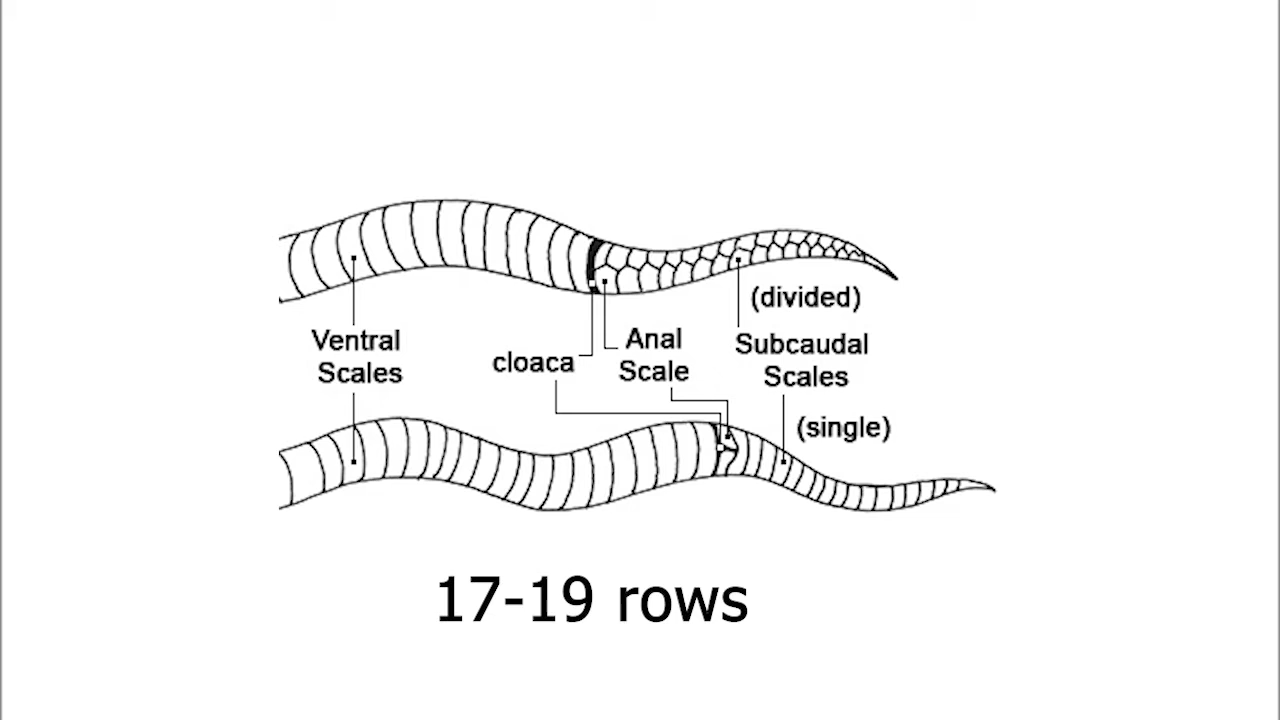 (divided)
Ventral
Scales
cloaca
Anal
Scale
Subcaudal
Scales
(single)
17-19 rows